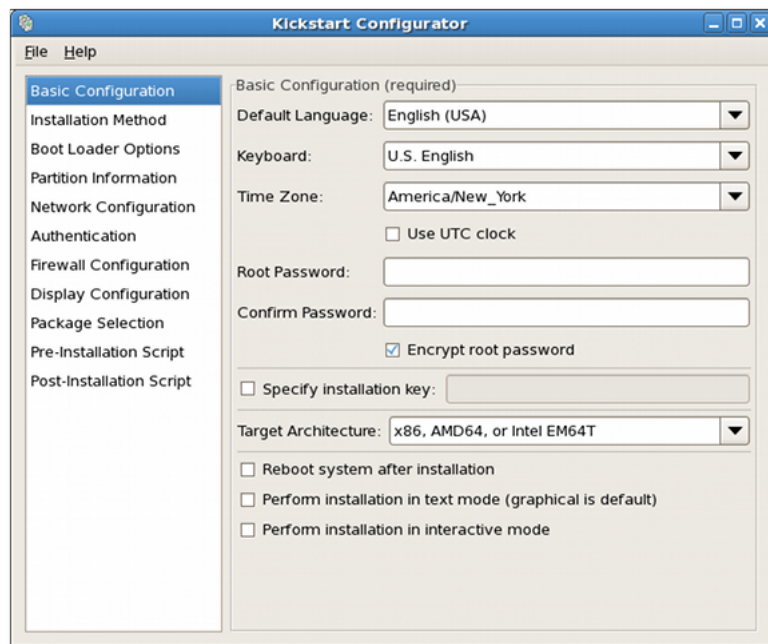 Kickstart Configurator
File Help
Basic Configuration
Installation Method
Boot Loader Options
Partition Information
Network Configuration
Authentication
Firewall Configuration
Display Configuration
Package Selection
Pre-Installation Script
Post-Installation Script
Basic Configuration (required)
Default Language: English (USA)
Keyboard: U.S. English
Time Zone: America/New_York
Use UTC clock
Root Password:
Confirm Password:
Encrypt root password
Specify installation key:
Target Architecture: x86, AMD64, or Intel EM64T
Reboot system after installation
Perform installation in text mode (graphical is default)
Perform installation in interactive mode